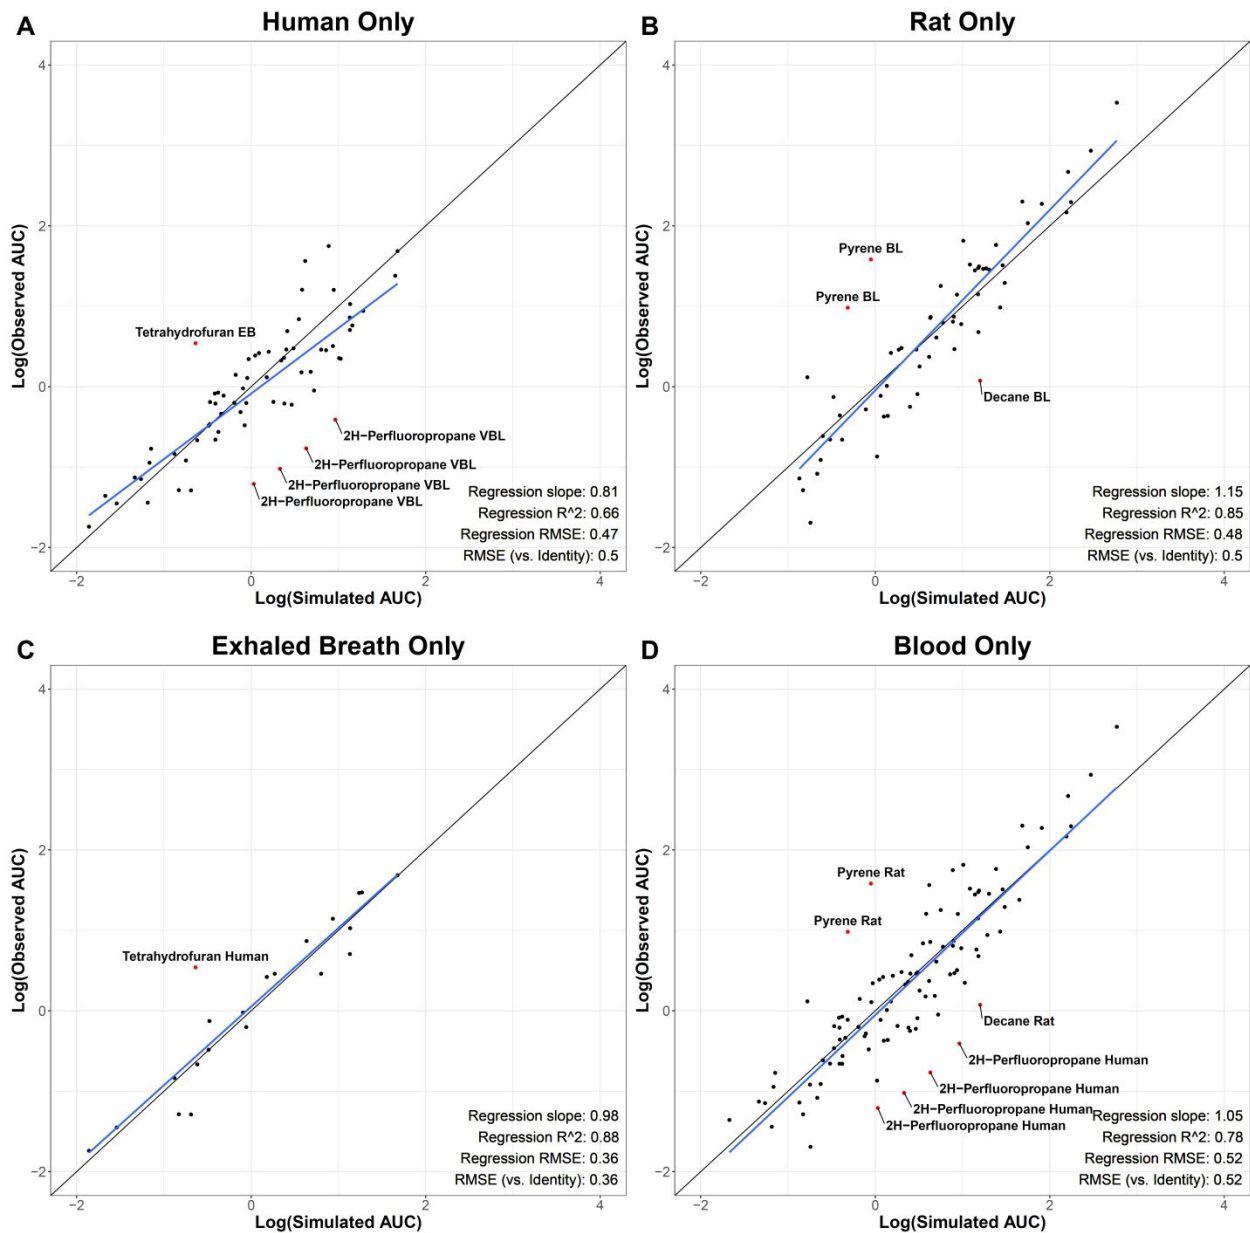 A
Human Only
Log(Observed AUC)
4
2
0
−2
Tetrahydrofuran EB
2H−Perfluoropropane VBL
2H−Perfluoropropane VBL
2H−Perfluoropropane VBL
2H−Perfluoropropane VBL
Regression slope: 0.81
Regression R^2: 0.66
Regression RMSE: 0.47
RMSE (vs. Identity): 0.5
−2
0
2
4
Log(Simulated AUC)
B
Rat Only
Log(Observed AUC)
4
2
0
−2
Pyrene BL
Pyrene BL
Decane BL
Regression slope: 1.15
Regression R^2: 0.85
Regression RMSE: 0.48
RMSE (vs. Identity): 0.5
−2
0
2
4
Log(Simulated AUC)
C
Exhaled Breath Only
Log(Observed AUC)
4
2
0
−2
Tetrahydrofuran Human
Regression slope: 0.98
Regression R^2: 0.88
Regression RMSE: 0.36
RMSE (vs. Identity): 0.36
−2
0
2
4
Log(Simulated AUC)
D
Blood Only
Log(Observed AUC)
4
2
0
−2
Pyrene Rat
Pyrene Rat
Decane Rat
2H−Perfluoropropane Human
2H−Perfluoropropane Human
2H−Perfluoropropane Human
2H−Perfluoropropane Human
Regression slope: 1.05
Regression R^2: 0.78
Regression RMSE: 0.52
RMSE (vs. Identity): 0.52
−2
0
2
4
Log(Simulated AUC)